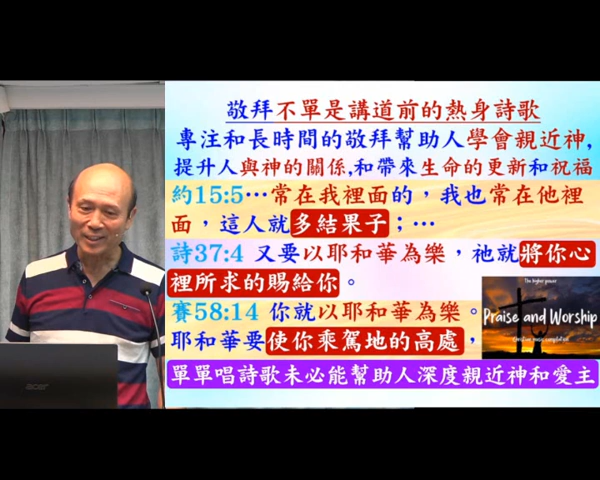 敬拜不單是講道前的熱身詩歌
專注和長時間的敬拜幫助人學會親近神,
提升人與神的關係,和帶來生命的更新和祝福
約15:5…常在我裡面的,我也常在他裡
面,這人就多結果子;…
詩37:4 又要以耶和華為樂,祂就將你心
裡所求的賜給你。
賽58:14 你就以耶和華為樂。
耶和華要使你乘駕地的高處,
The higher power
Praise and Worship
Christian music compilation
單單唱詩歌未必能幫助人深度親近神和愛主
acer